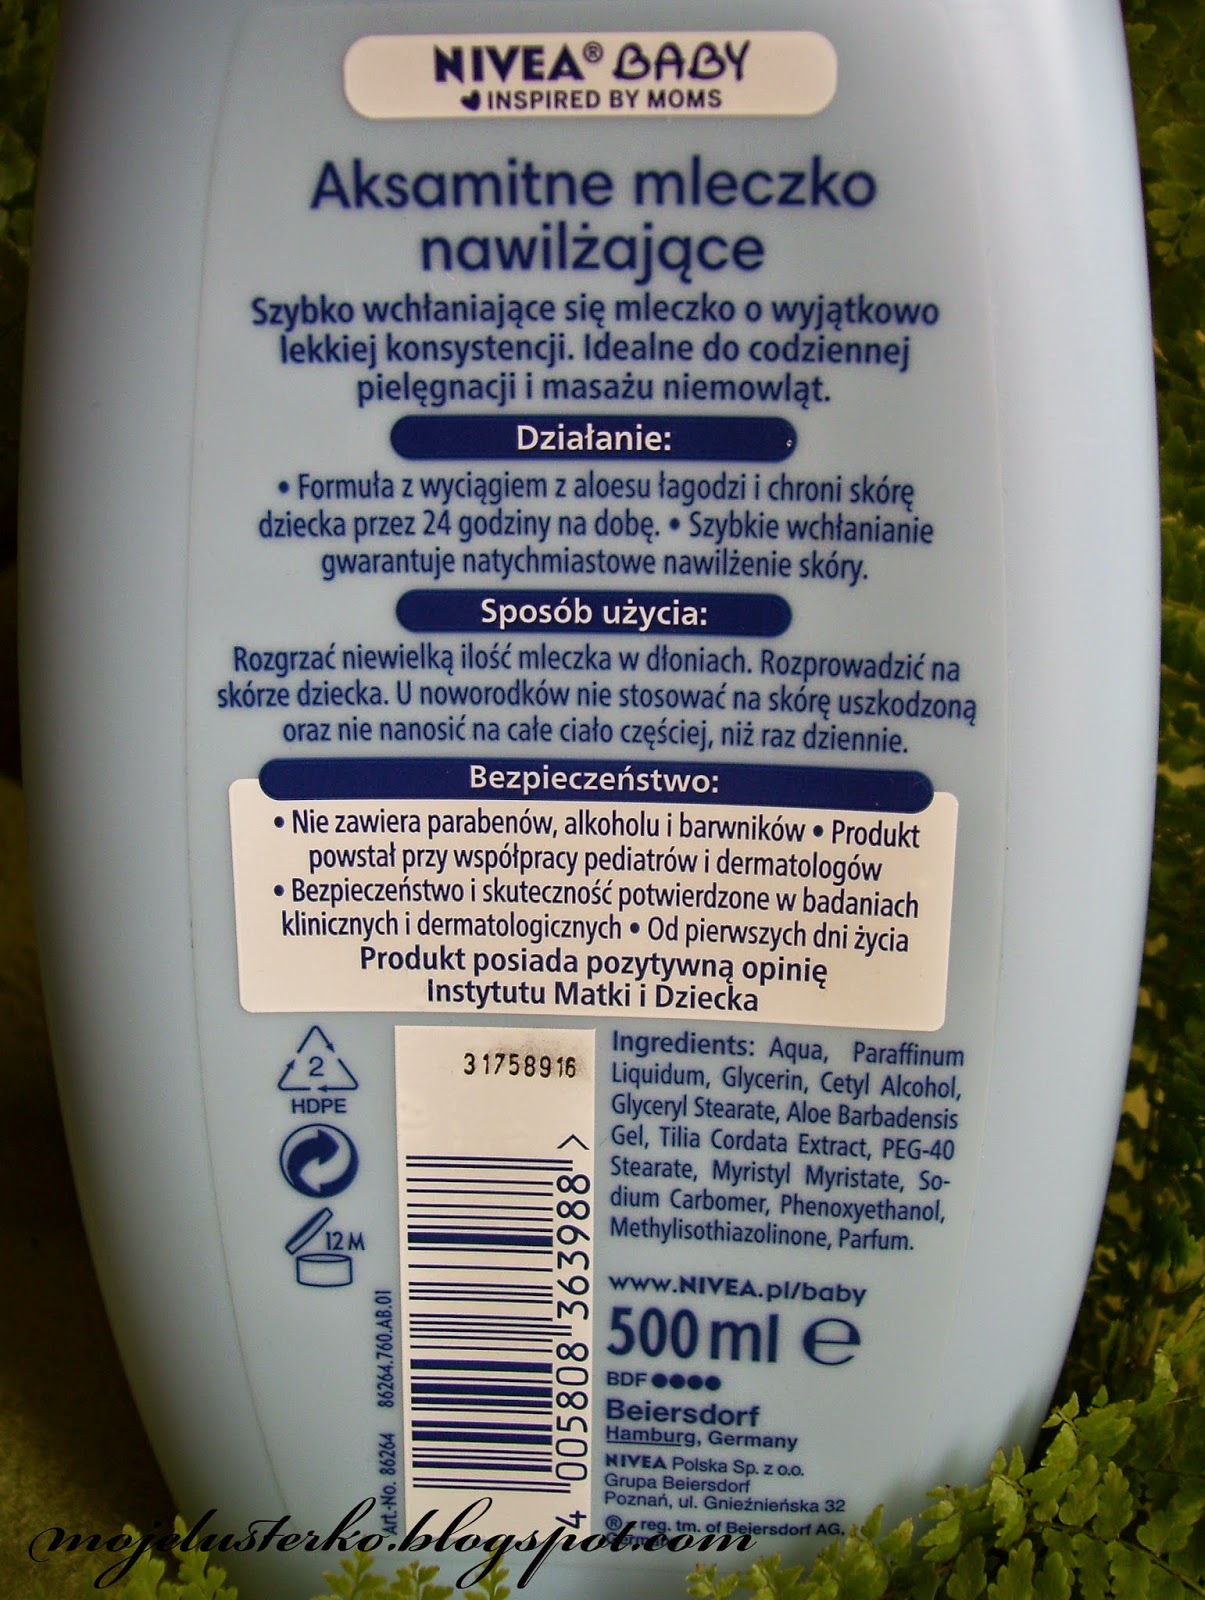 NIVEA® BABY
INSPIRED BY MOMS
Aksamitne mleczko
nawilżające
Szybko wchłaniające się mleczko o wyjątkowo
lekkiej konsystencji. Idealne do codziennej
pielęgnacji i masażu niemowląt.
Działanie:
• Formuła z wyciągiem z aloesu łagodzi i chroni skórę
dziecka przez 24 godziny na dobę. • Szybkie wchłanianie
gwarantuje natychmiastowe nawilżenie skóry.
Sposób użycia:
Rozgrzać niewielką ilość mleczka w dłoniach. Rozprowadzić na
skórze dziecka. U noworodków nie stosować na skórę uszkodzoną
oraz nie nanosić na całe ciało częściej, niż raz dziennie.
Bezpieczeństwo:
• Nie zawiera parabenów, alkoholu i barwników • Produkt
powstał przy współpracy pediatrów i dermatologów
• Bezpieczeństwo i skuteczność potwierdzone w badaniach
klinicznych i dermatologicznych • Od pierwszych dni życia
Produkt posiada pozytywną opinię
Instytutu Matki i Dziecka
2
HDPE
12 M
31758916
4 005808 363988 >
Art.-No. 86264 86264.760.AB.01
Ingredients: Aqua, Paraffinum
Liquidum, Glycerin, Cetyl Alcohol,
Glyceryl Stearate, Aloe Barbadensis
Gel, Tilia Cordata Extract, PEG-40
Stearate, Myristyl Myristate, So-
dium Carbomer, Phenoxyethanol,
Methylisothiazolinone, Parfum.
www.NIVEA.pl/baby
500 ml ℮
BDF ●●●●
Beiersdorf
Hamburg, Germany
NIVEA Polska Sp. z o.o.
Grupa Beiersdorf
Poznań, ul. Gnieźnieńska 32
® = reg. tm. of Beiersdorf AG,
Germany
mojelusterko.blogspot.com